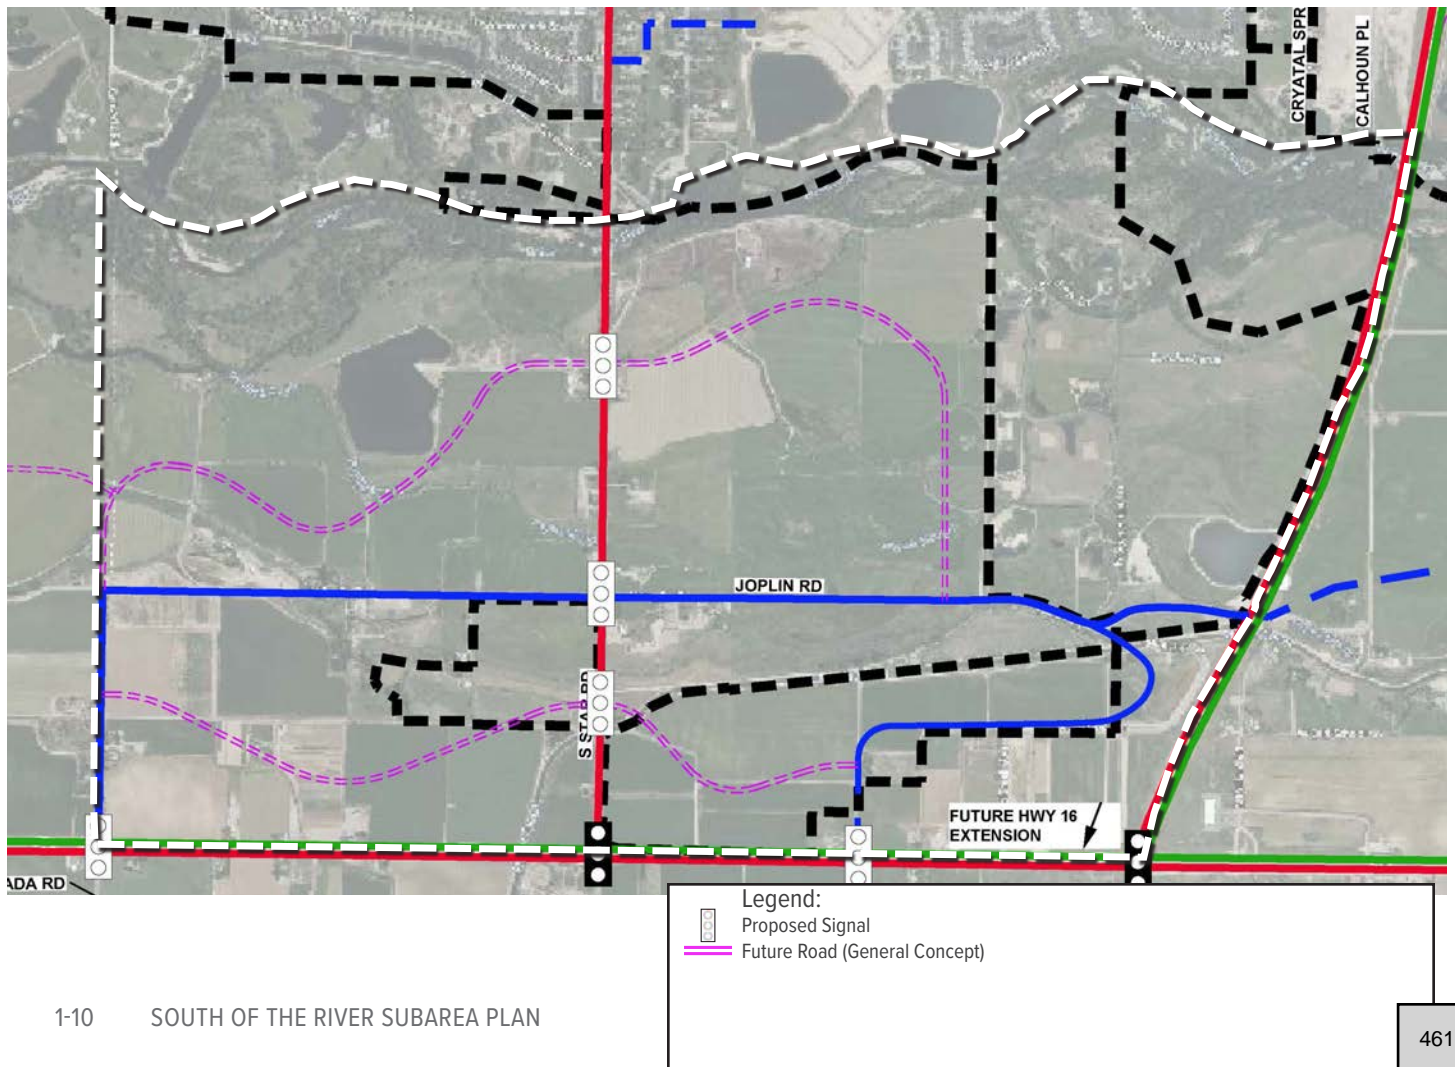 CRYATAL SPR
CALHOUN PL
JOPLIN RD
S STAR RD
FUTURE HWY 16
EXTENSION
ADA RD
Legend:
Proposed Signal
Future Road (General Concept)
1-10 SOUTH OF THE RIVER SUBAREA PLAN
461